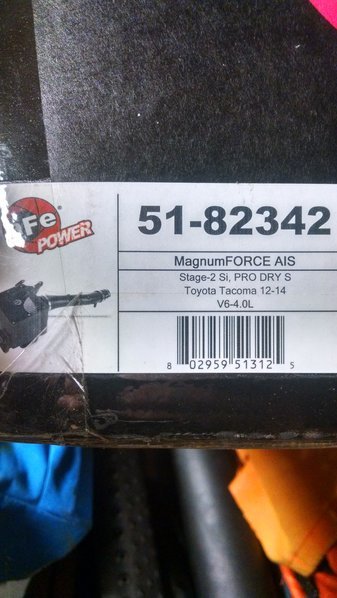 aFe®
POWER
51-82342
MagnumFORCE AIS
Stage-2 Si, PRO DRY S
Toyota Tacoma 12-14
V6-4.0L
8 02959 51312 5